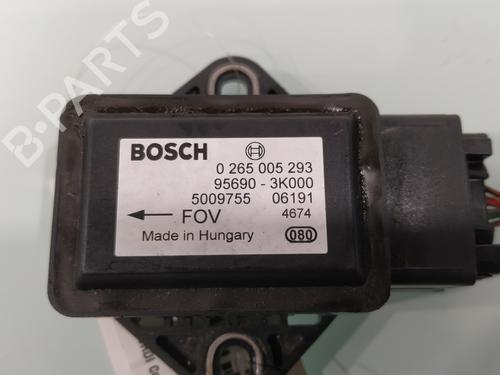 BOSCH
0 265 005 293
95690 - 3K000
5009755 06191
FOV 4674
Made in Hungary 080
B-PARTS